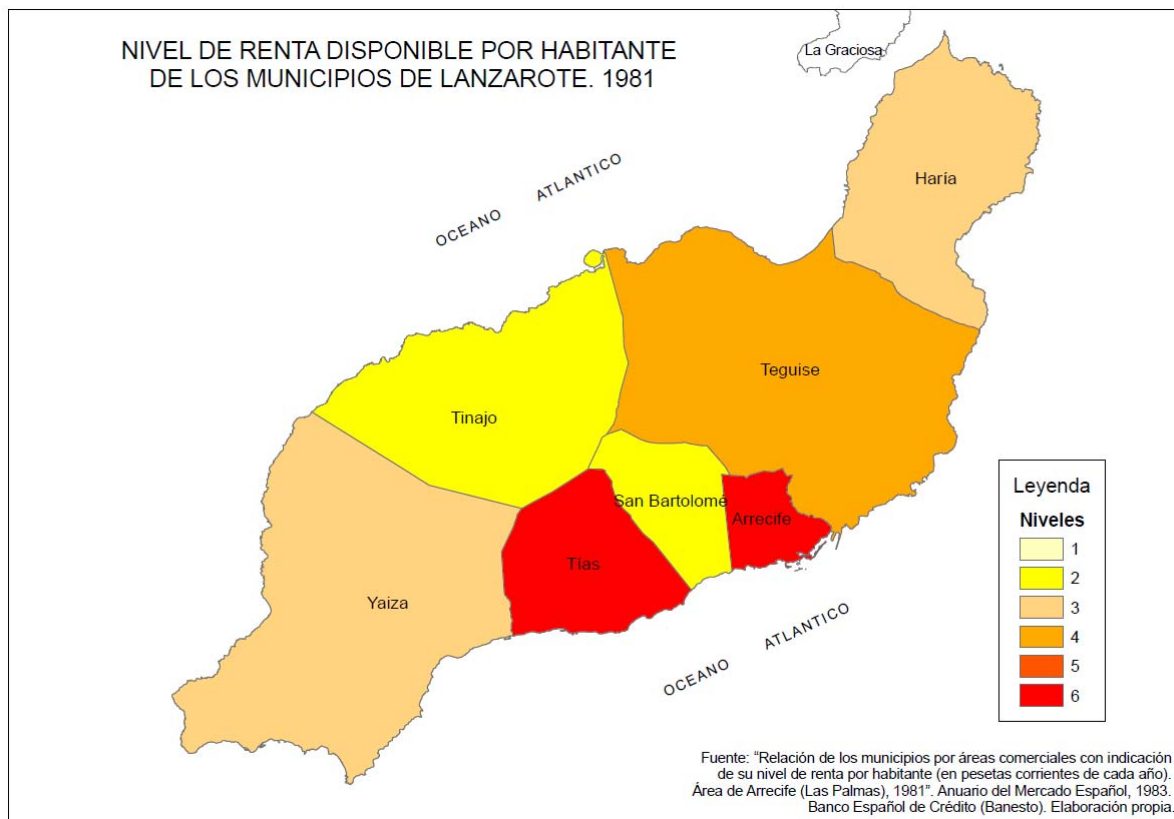 NIVEL DE RENTA DISPONIBLE POR HABITANTE
DE LOS MUNICIPIOS DE LANZAROTE. 1981
La Graciosa
Haría
OCEANO ATLANTICO
Teguise
Tinajo
San Bartolomé
Arrecife
Tías
Yaiza
OCEANO ATLANTICO
Leyenda
Niveles
1
2
3
4
5
6
Fuente: “Relación de los municipios por áreas comerciales con indicación
de su nivel de renta por habitante (en pesetas corrientes de cada año).
Área de Arrecife (Las Palmas), 1981”. Anuario del Mercado Español, 1983.
Banco Español de Crédito (Banesto). Elaboración propia.